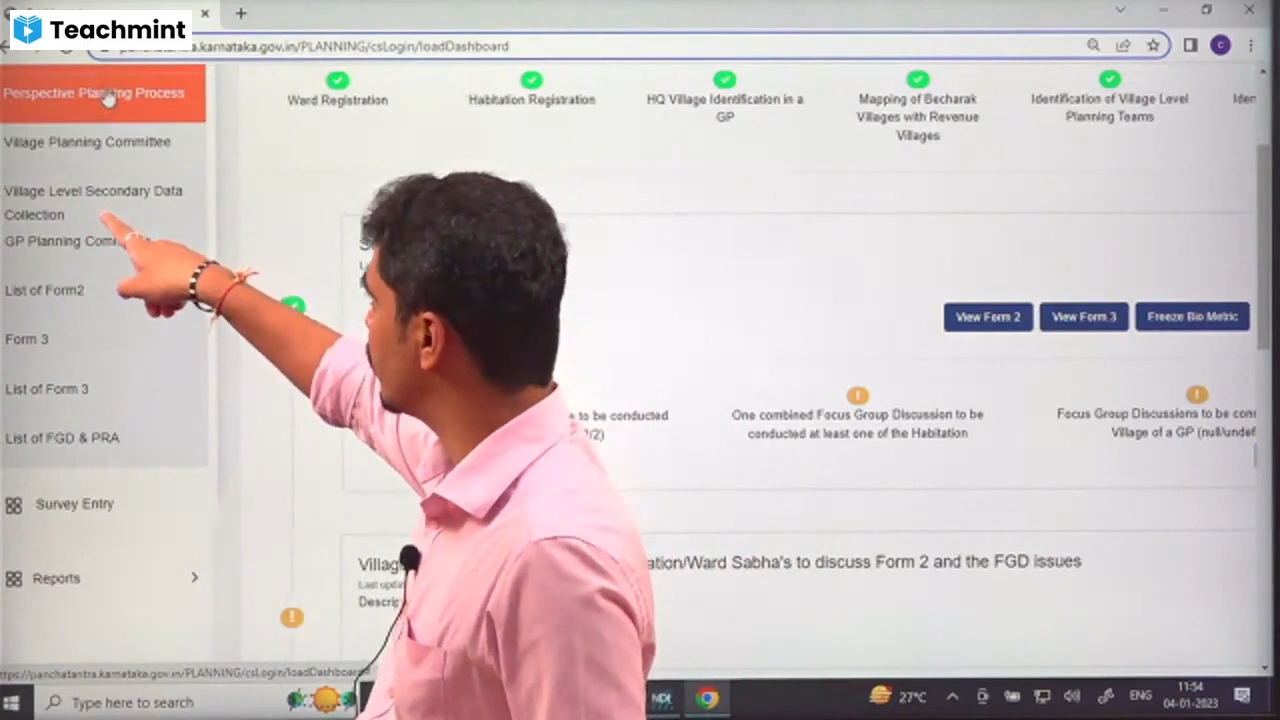 Teachmint
panchatantra.karnataka.gov.in/PLANNING/csLogin/loadDashboard
Perspective Planning Process
Village Planning Committee
Village Level Secondary Data
Collection
GP Planning
List of Form2
Form 3
List of Form 3
List of FGD & PRA
Survey Entry
Reports
Ward Registration
Habitation Registration
HQ Village Identification in a
GP
Mapping of Becharak
Villages with Revenue
Villages
Identification of Village Level
Planning Teams
View Form 2
View Form 3
Freeze Bio Metric
to be conducted
One combined Focus Group Discussion to be
conducted at least one of the Habitation
Focus Group Discussions to be
Village of a GP
ation/Ward Sabha's to discuss Form 2 and the FGD issues
https://panchatantra.karnataka.gov.in/PLANNING/csLogin/loadDashboard
Type here to search
27°C
ENG
11:54
04-01-2023